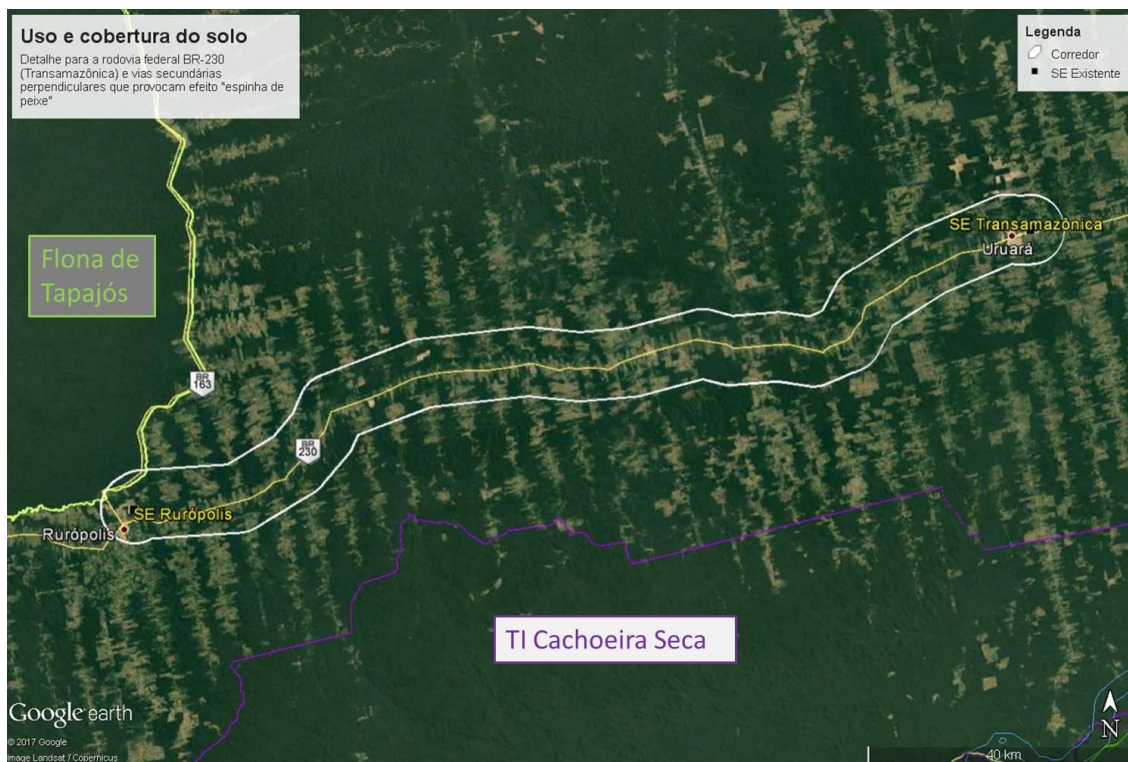 Uso e cobertura do solo
Detalhe para a rodovia federal BR-230
(Transamazônica) e vias secundárias
perpendiculares que provocam efeito "espinha de
peixe"
Legenda
Corredor
SE Existente
SE Transamazônica
Uruará
Flona de
Tapajós
BR
163
BR
230
SE Rurópolis
Rurópolis
TI Cachoeira Seca
Google earth
© 2017 Google
Image Landsat / Copernicus
N
40 km